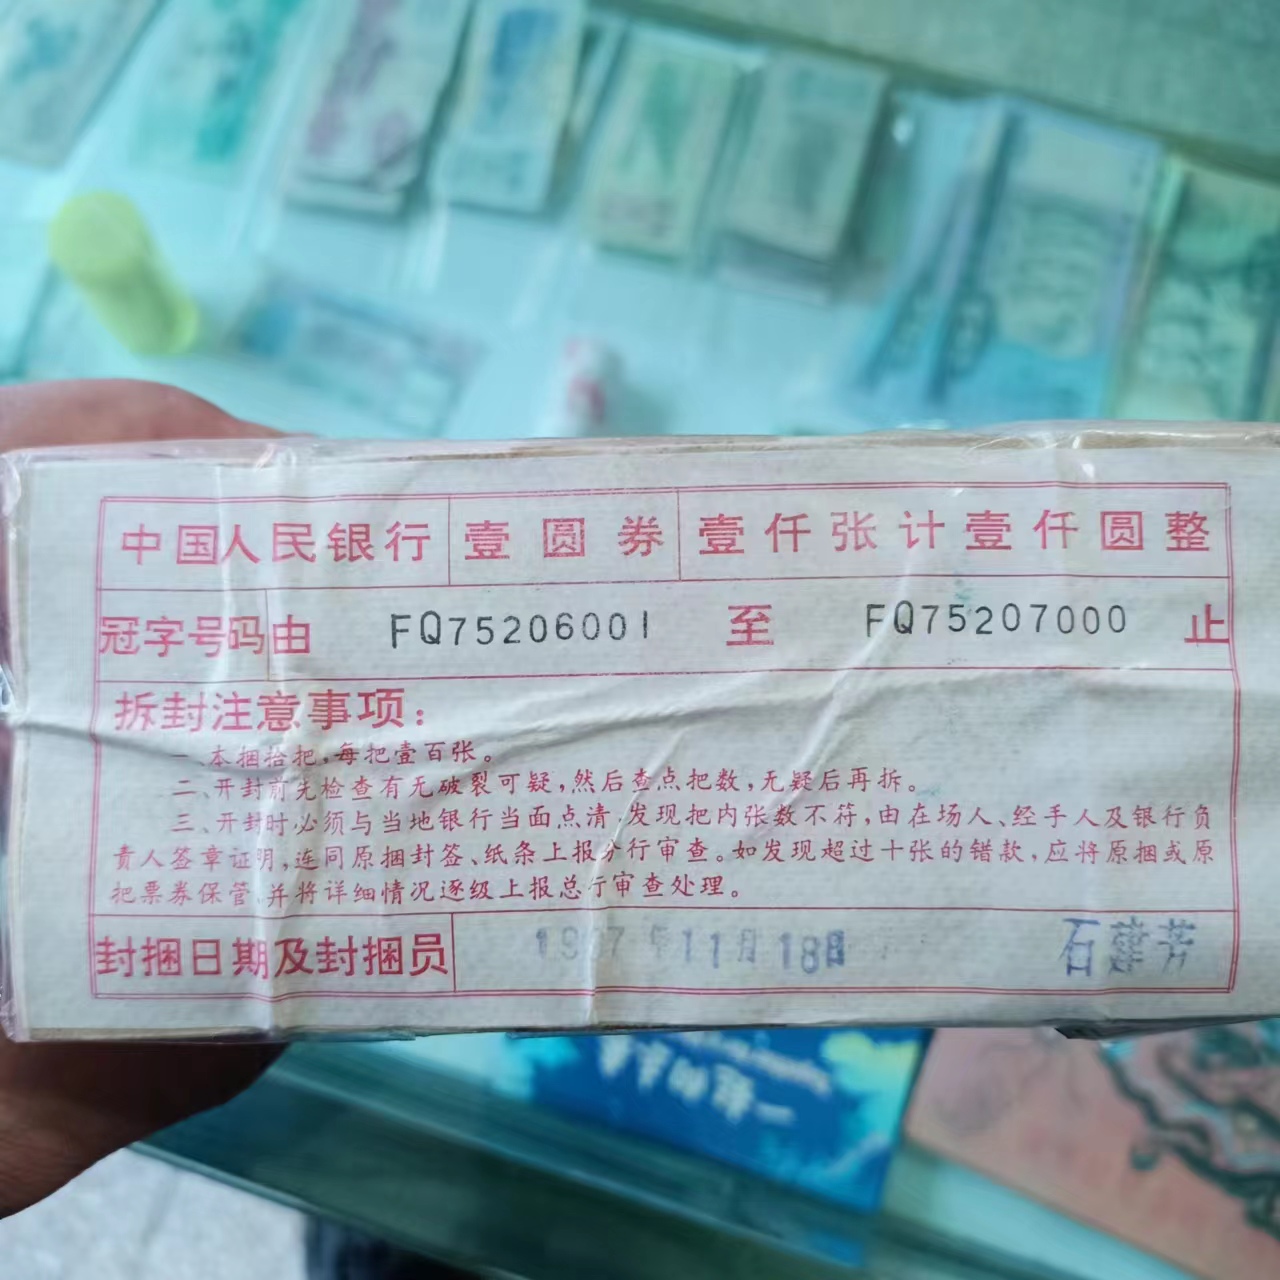 中国人民银行 壹圆券 壹仟张计壹仟圆整
冠字号码由 FQ75206001 至 FQ75207000 止
拆封注意事项：
一、本捆拾把，每把壹百张。
二、开封前先检查有无破裂可疑，然后查点把数，无疑后再拆。
三、开封时必须与当地银行当面点清，发现把内张数不符，由在场人、经手人及银行负
责人签章证明，连同原捆封签、纸条上报分行审查。如发现超过十张的错款，应将原捆或原
把票券保管，并将详细情况逐级上报总行审查处理。
封捆日期及封捆员 年11月18日 石芳